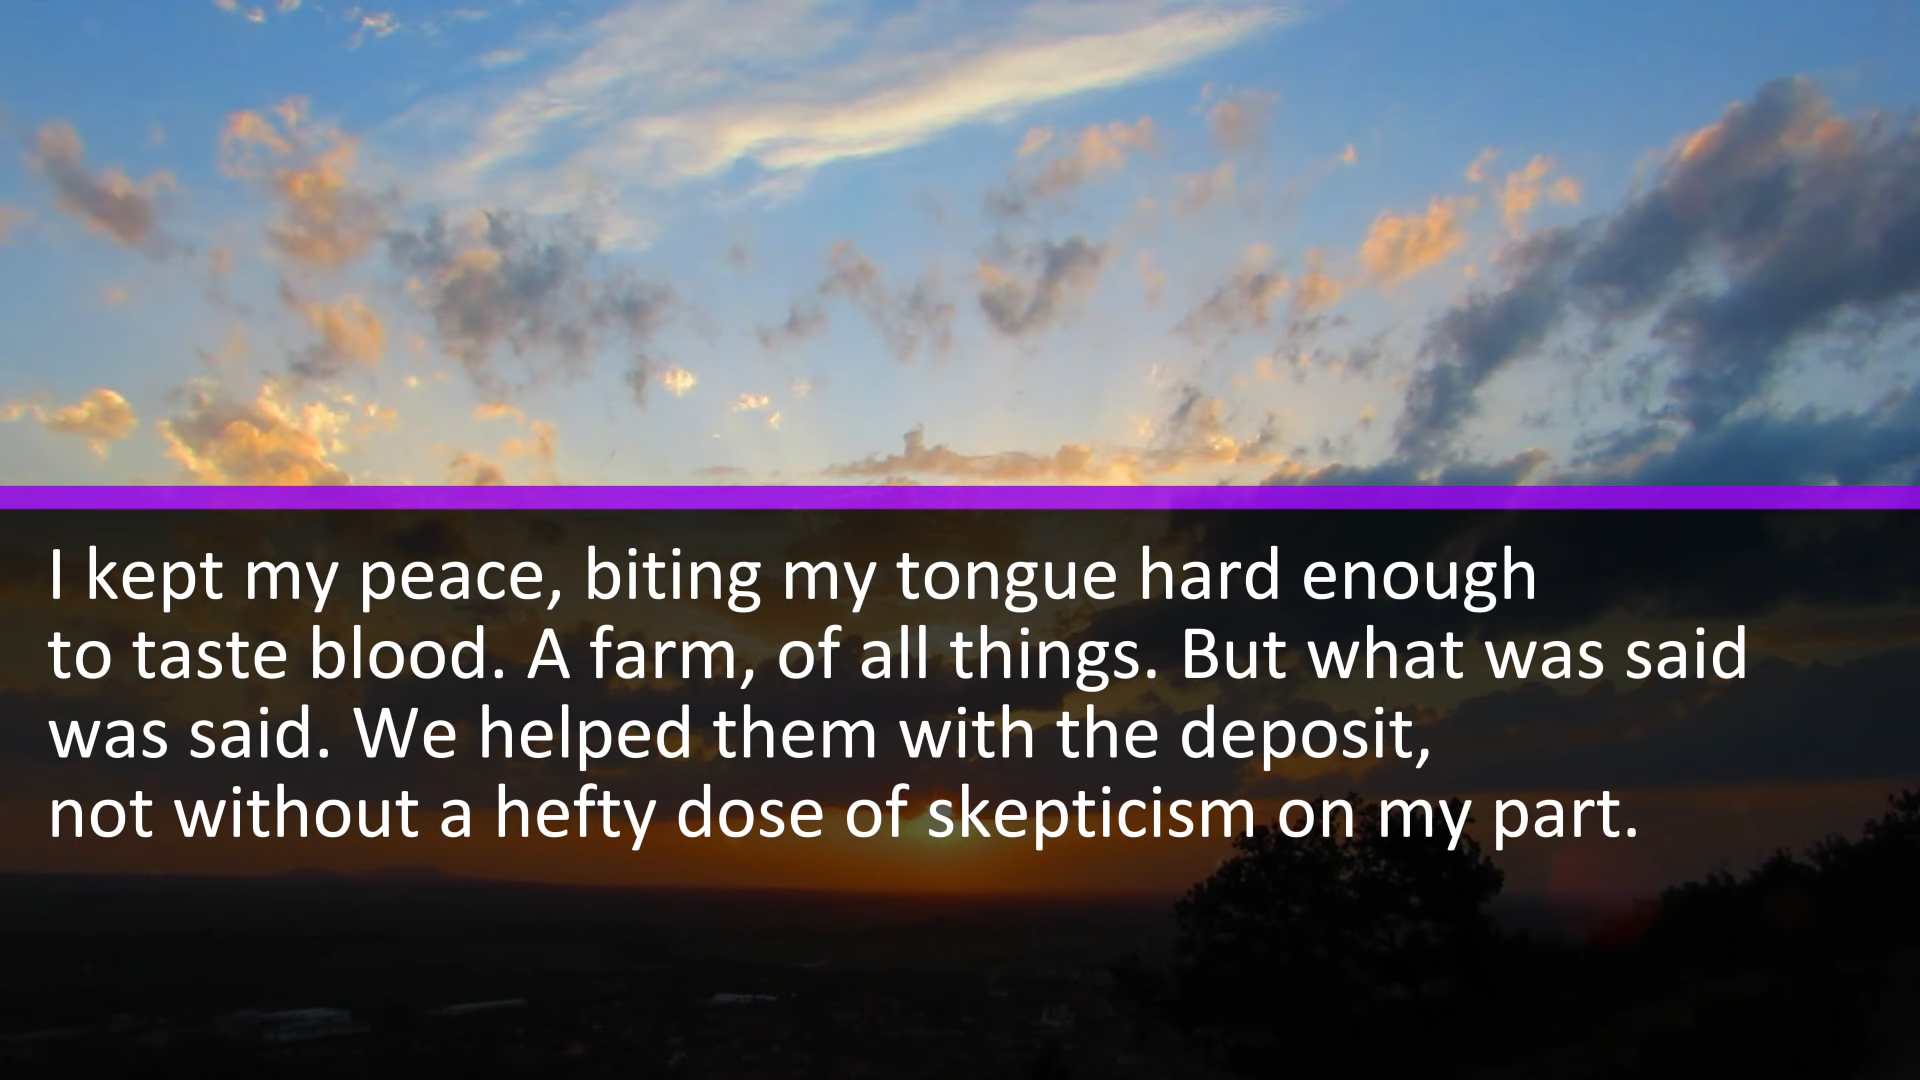 I kept my peace, biting my tongue hard enough
to taste blood. A farm, of all things. But what was said
was said. We helped them with the deposit,
not without a hefty dose of skepticism on my part.